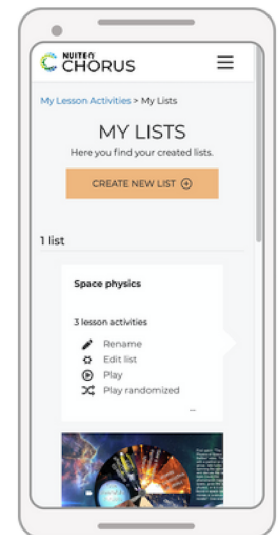 NUITEQ
CHORUS
My Lesson Activities > My Lists
MY LISTS
Here you find your created lists.
CREATE NEW LIST
1 list
Space physics
3 lesson activities
Rename
Edit list
Play
Play randomized
...